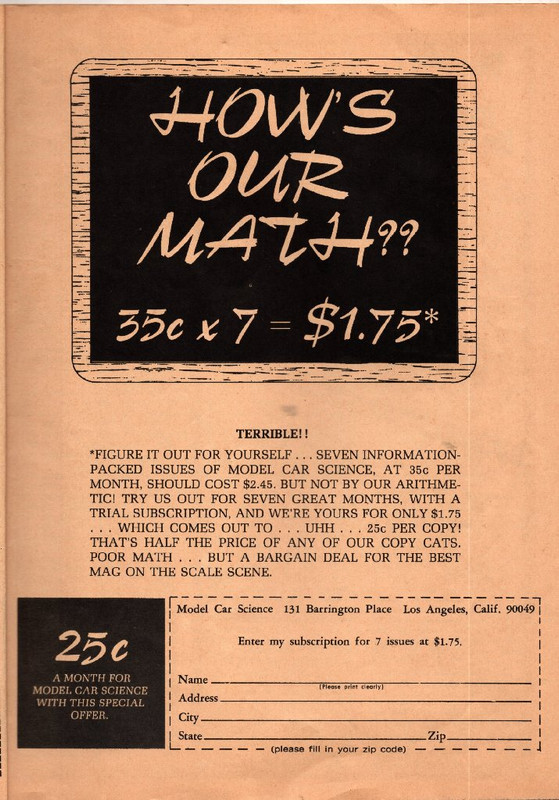 HOW'S
OUR
MATH??
35c x 7 = $1.75*
TERRIBLE!!
*FIGURE IT OUT FOR YOURSELF . . . SEVEN INFORMATION-
PACKED ISSUES OF MODEL CAR SCIENCE, AT 35c PER
MONTH, SHOULD COST $2.45. BUT NOT BY OUR ARITHME-
TIC! TRY US OUT FOR SEVEN GREAT MONTHS, WITH A
TRIAL SUBSCRIPTION, AND WE'RE YOURS FOR ONLY $1.75
. . . WHICH COMES OUT TO . . . UHH . . . 25c PER COPY!
THAT'S HALF THE PRICE OF ANY OF OUR COPY CATS.
POOR MATH . . . BUT A BARGAIN DEAL FOR THE BEST
MAG ON THE SCALE SCENE.
25c
A MONTH FOR
MODEL CAR SCIENCE
WITH THIS SPECIAL
OFFER.
Model Car Science 131 Barrington Place Los Angeles, Calif. 90049
Enter my subscription for 7 issues at $1.75.
Name
(Please print clearly)
Address
City
State Zip
(please fill in your zip code)